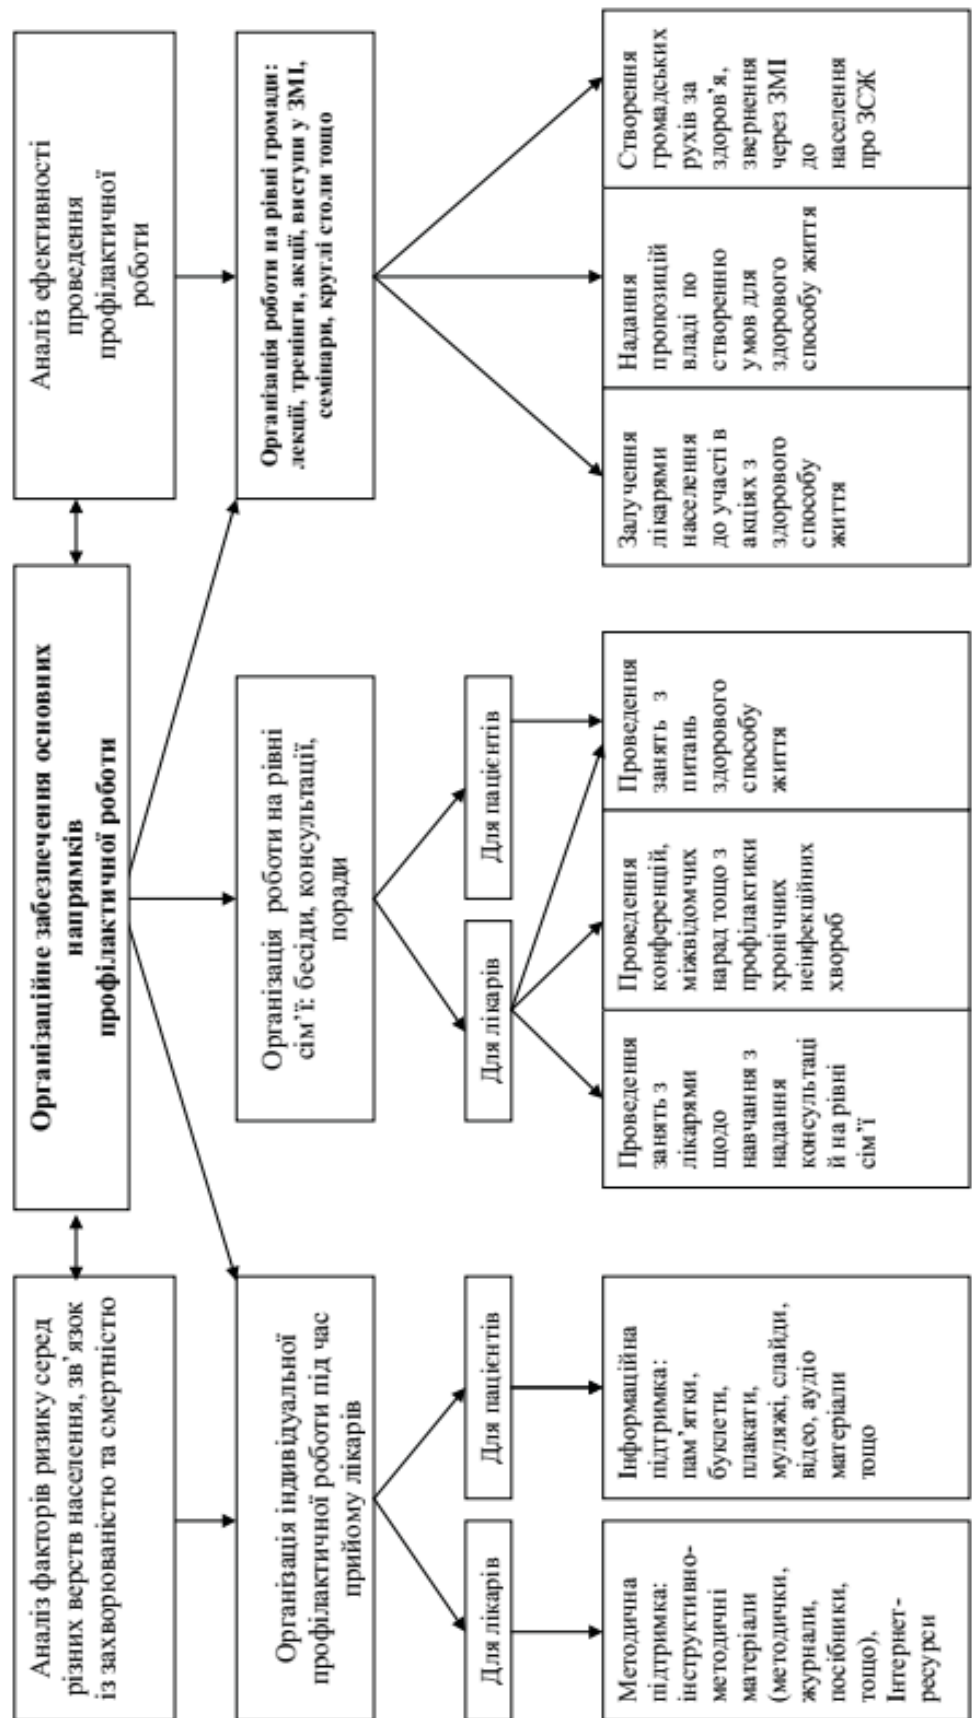 Аналіз факторів ризику серед
різних верств населення, зв’язок
із захворюваністю та смертністю
Організаційне забезпечення основних
напрямків
профілактичної роботи
Аналіз ефективності
проведення
профілактичної
роботи
Організація індивідуальної
профілактичної роботи під час
прийому лікарів
Організація роботи на рівні
сім’ї: бесіди, консультації,
поради
Організація роботи на рівні громади:
лекції, тренінги, акції, виступи у ЗМІ,
семінари, круглі столи тощо
Для лікарів
Для пацієнтів
Для лікарів
Для пацієнтів
Методична
підтримка:
інструктивно-
методичні
матеріали
(методички,
журнали,
посібники,
тощо),
Інтернет-
ресурси
Інформаційна
підтримка:
пам’ятки,
буклети,
плакати,
муляжі, слайди,
відео, аудіо
матеріали
тощо
Проведення
занять з
лікарями
щодо
навчання з
надання
консультаці
й на рівні
сім’ї
Проведення
конференцій,
міжвідомчих
нарад тощо з
профілактики
хронічних
неінфекційних
хвороб
Проведення
занять з
питань
здорового
способу
життя
Залучення
лікарями
населення
до участі в
акціях з
здорового
способу
життя
Надання
пропозицій
владі по
створенню
умов для
здорового
способу життя
Створення
громадських
рухів за
здоров’я,
звернення
через ЗМІ
до
населення
про ЗСЖ